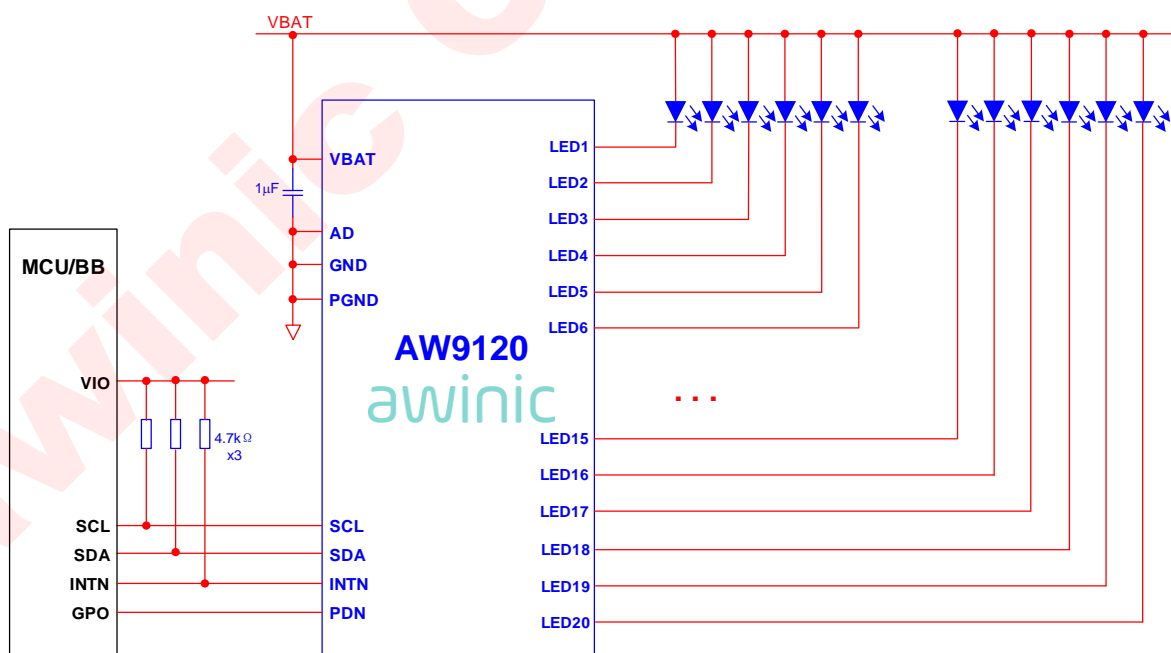 VBAT
VBAT
1µF
AD
GND
PGND
MCU/BB
VIO
4.7kΩ
x3
SCL
SDA
INTN
GPO
SCL
SDA
INTN
PDN
AW9120
awinic
LED1
LED2
LED3
LED4
LED5
LED6
...
LED15
LED16
LED17
LED18
LED19
LED20
winic